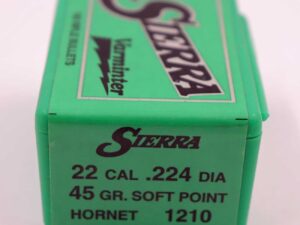 SIERRA
Varminter
SIERRA
22 CAL .224 DIA
45 GR. SOFT POINT
HORNET 1210